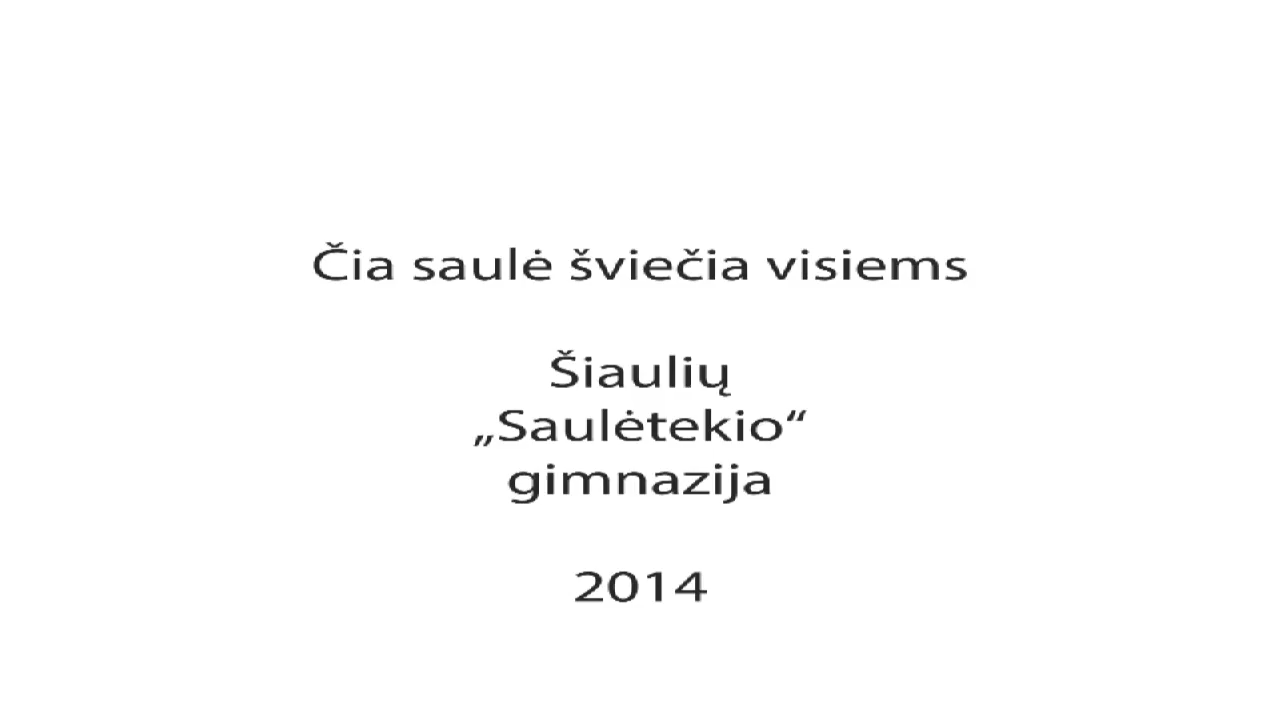 Čia saulė šviečia visiems
Šiaulių
„Saulėtekio“
gimnazija
2014